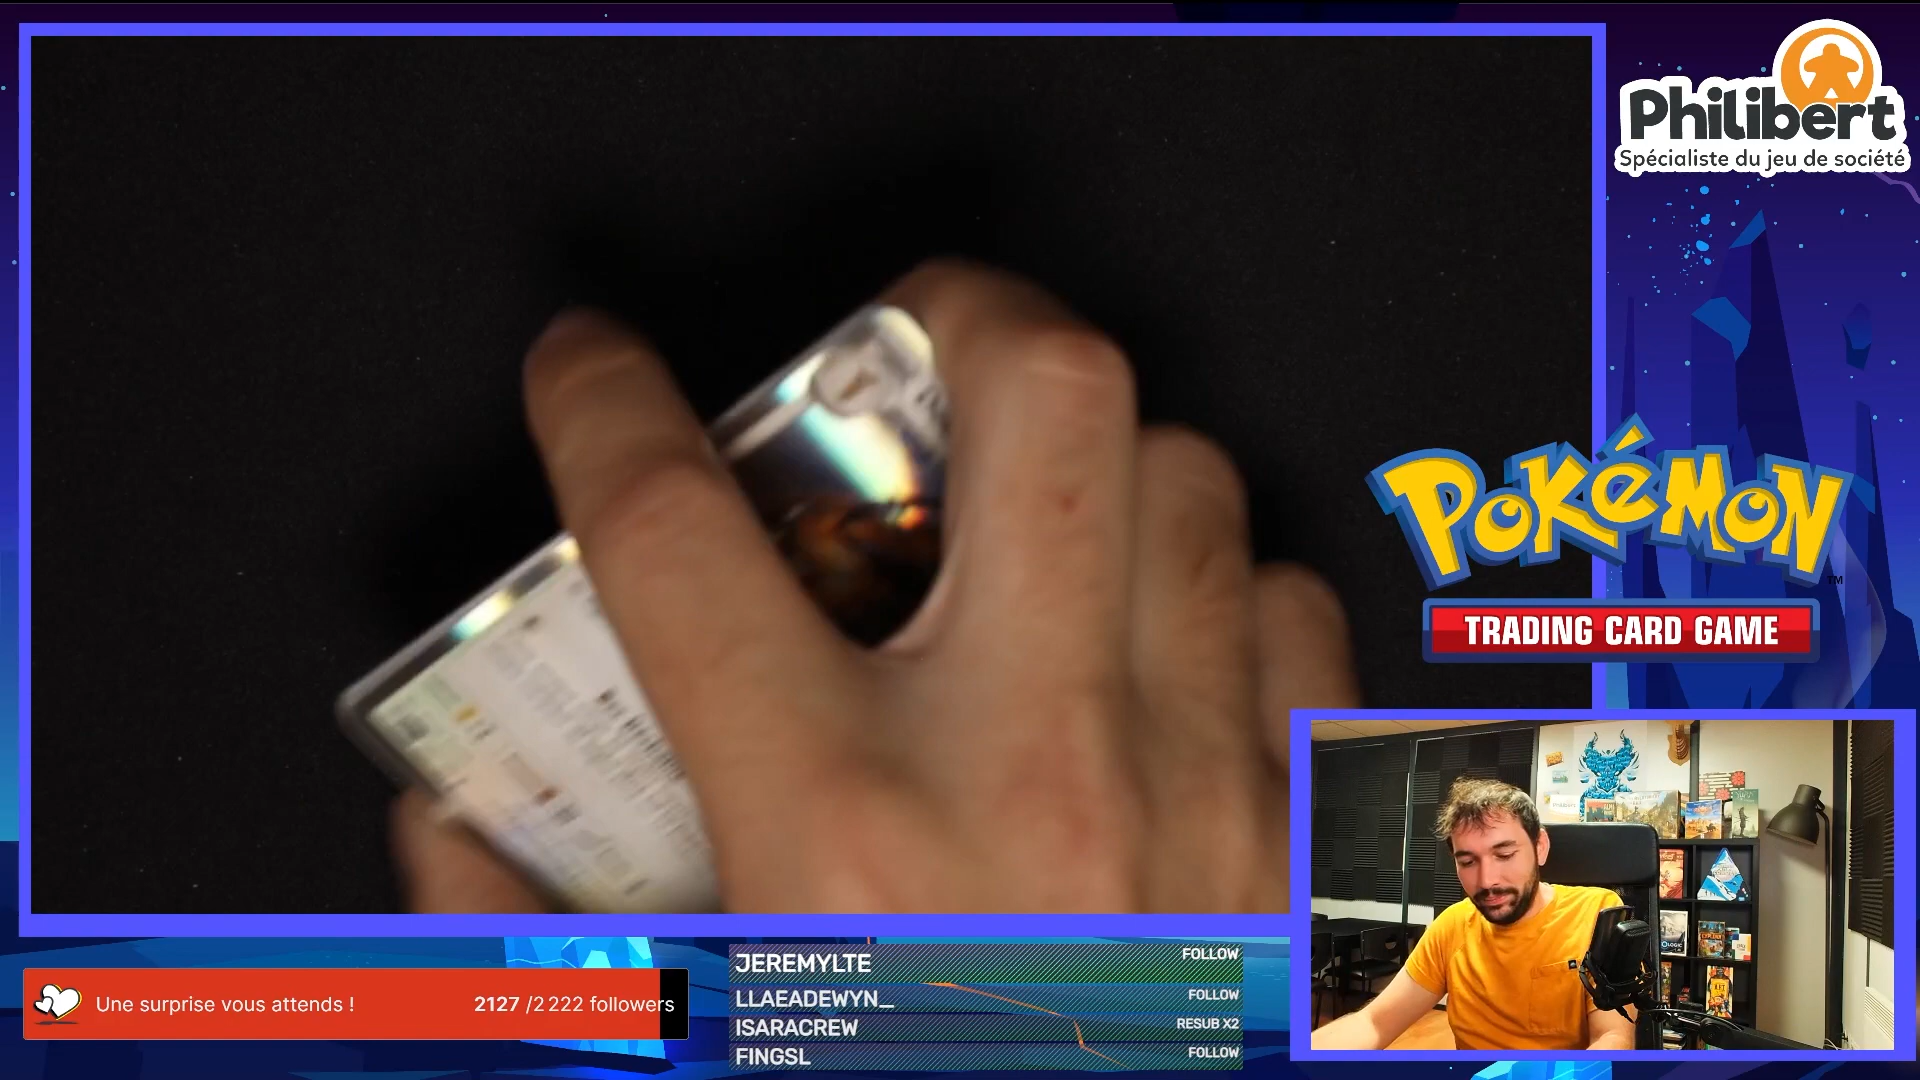 Philibert
Spécialiste du jeu de société
POKÉMON
TM
TRADING CARD GAME
Une surprise vous attends !
2127 /2 222 followers
JEREMYLTE FOLLOW
LLAEADEWYN_ FOLLOW
ISARACREW RESUB X2
FINGSL FOLLOW